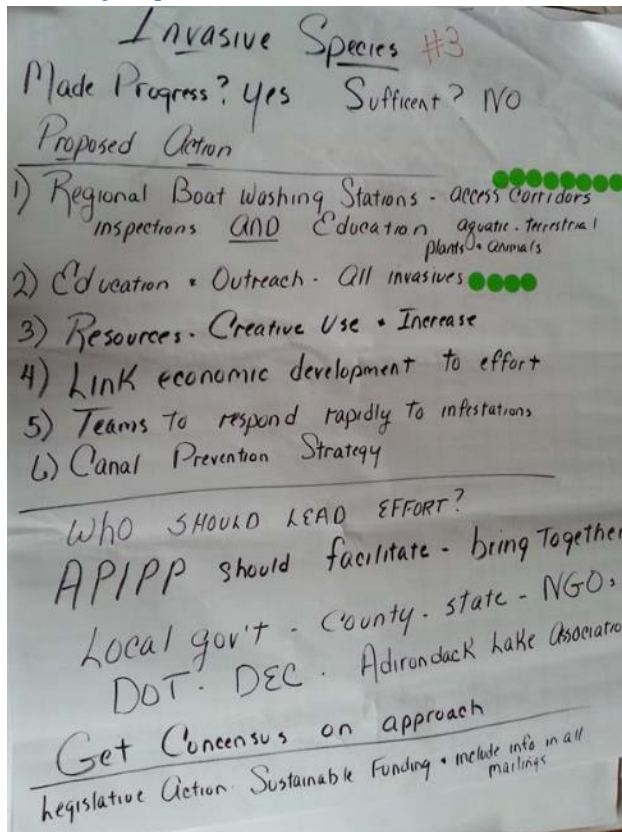 Invasive Species #3
Made Progress? Yes Sufficent? NO
Proposed Action
1) Regional Boat Washing Stations - access Corridors
inspections AND Education aquatic - terrestrial
plants • animals
2) Education • Outreach - All invasives
3) Resources - Creative Use • Increase
4) Link economic development to effort
5) Teams to respond rapidly to infestations
6) Canal Prevention Strategy
Who SHOULD LEAD EFFORT?
APIPP should facilitate - bring Together
Local gov't - County - state - NGOs
DOT - DEC - Adirondack Lake Associatio
Get Concensus on approach
Legislative Action Sustainable Funding • include info in all
mailings